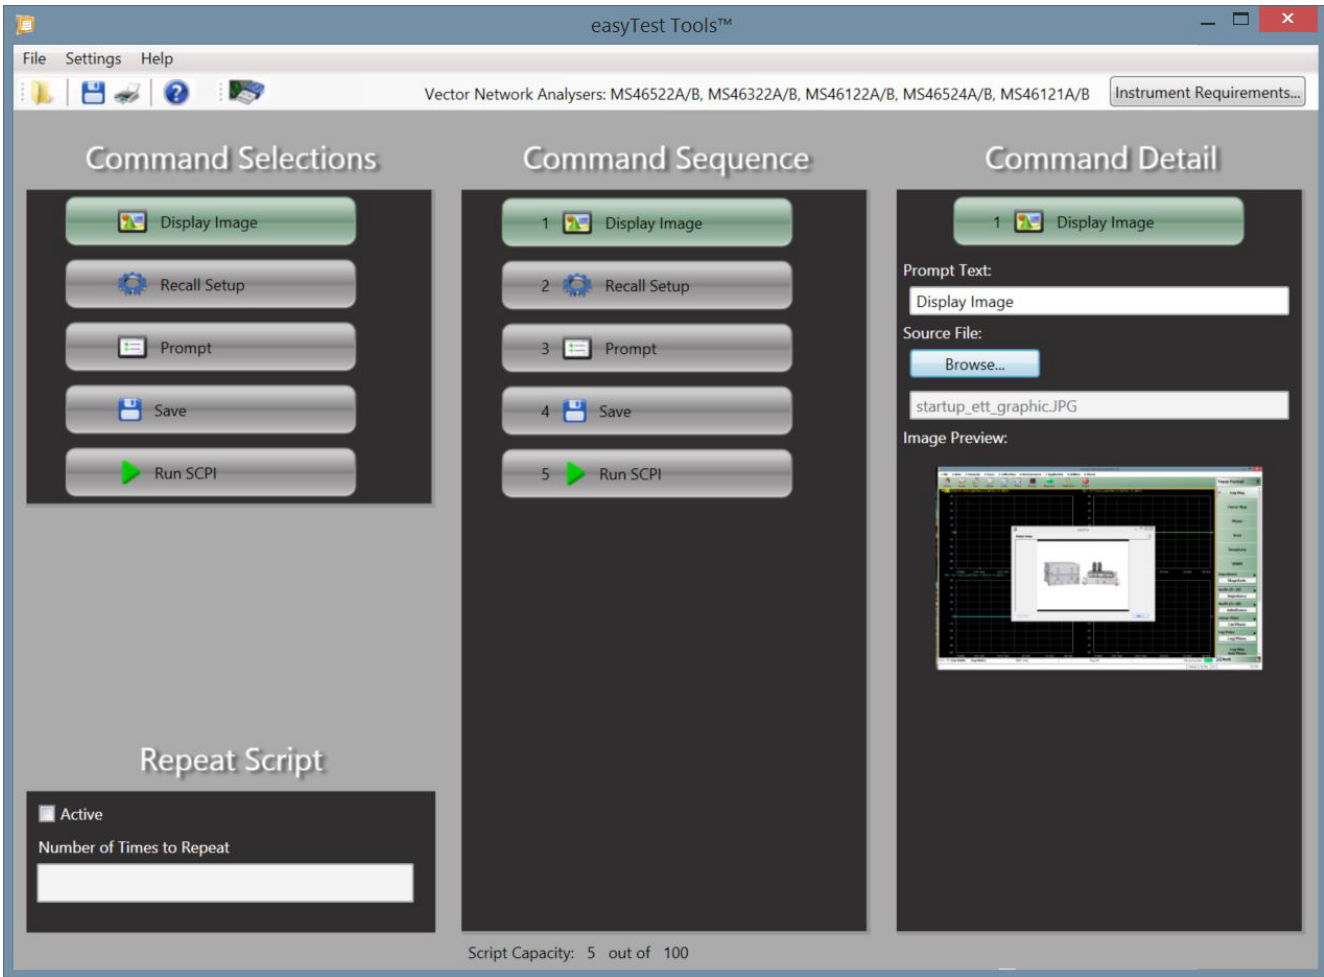 easyTest Tools™
File Settings Help
Vector Network Analysers: MS46522A/B, MS46322A/B, MS46122A/B, MS46524A/B, MS46121A/B
Instrument Requirements...
Command Selections
Display Image
Recall Setup
Prompt
Save
Run SCPI
Repeat Script
Active
Number of Times to Repeat
Command Sequence
1 Display Image
2 Recall Setup
3 Prompt
4 Save
5 Run SCPI
Script Capacity: 5 out of 100
Command Detail
1 Display Image
Prompt Text:
Display Image
Source File:
Browse...
startup_ett_graphic.JPG
Image Preview: